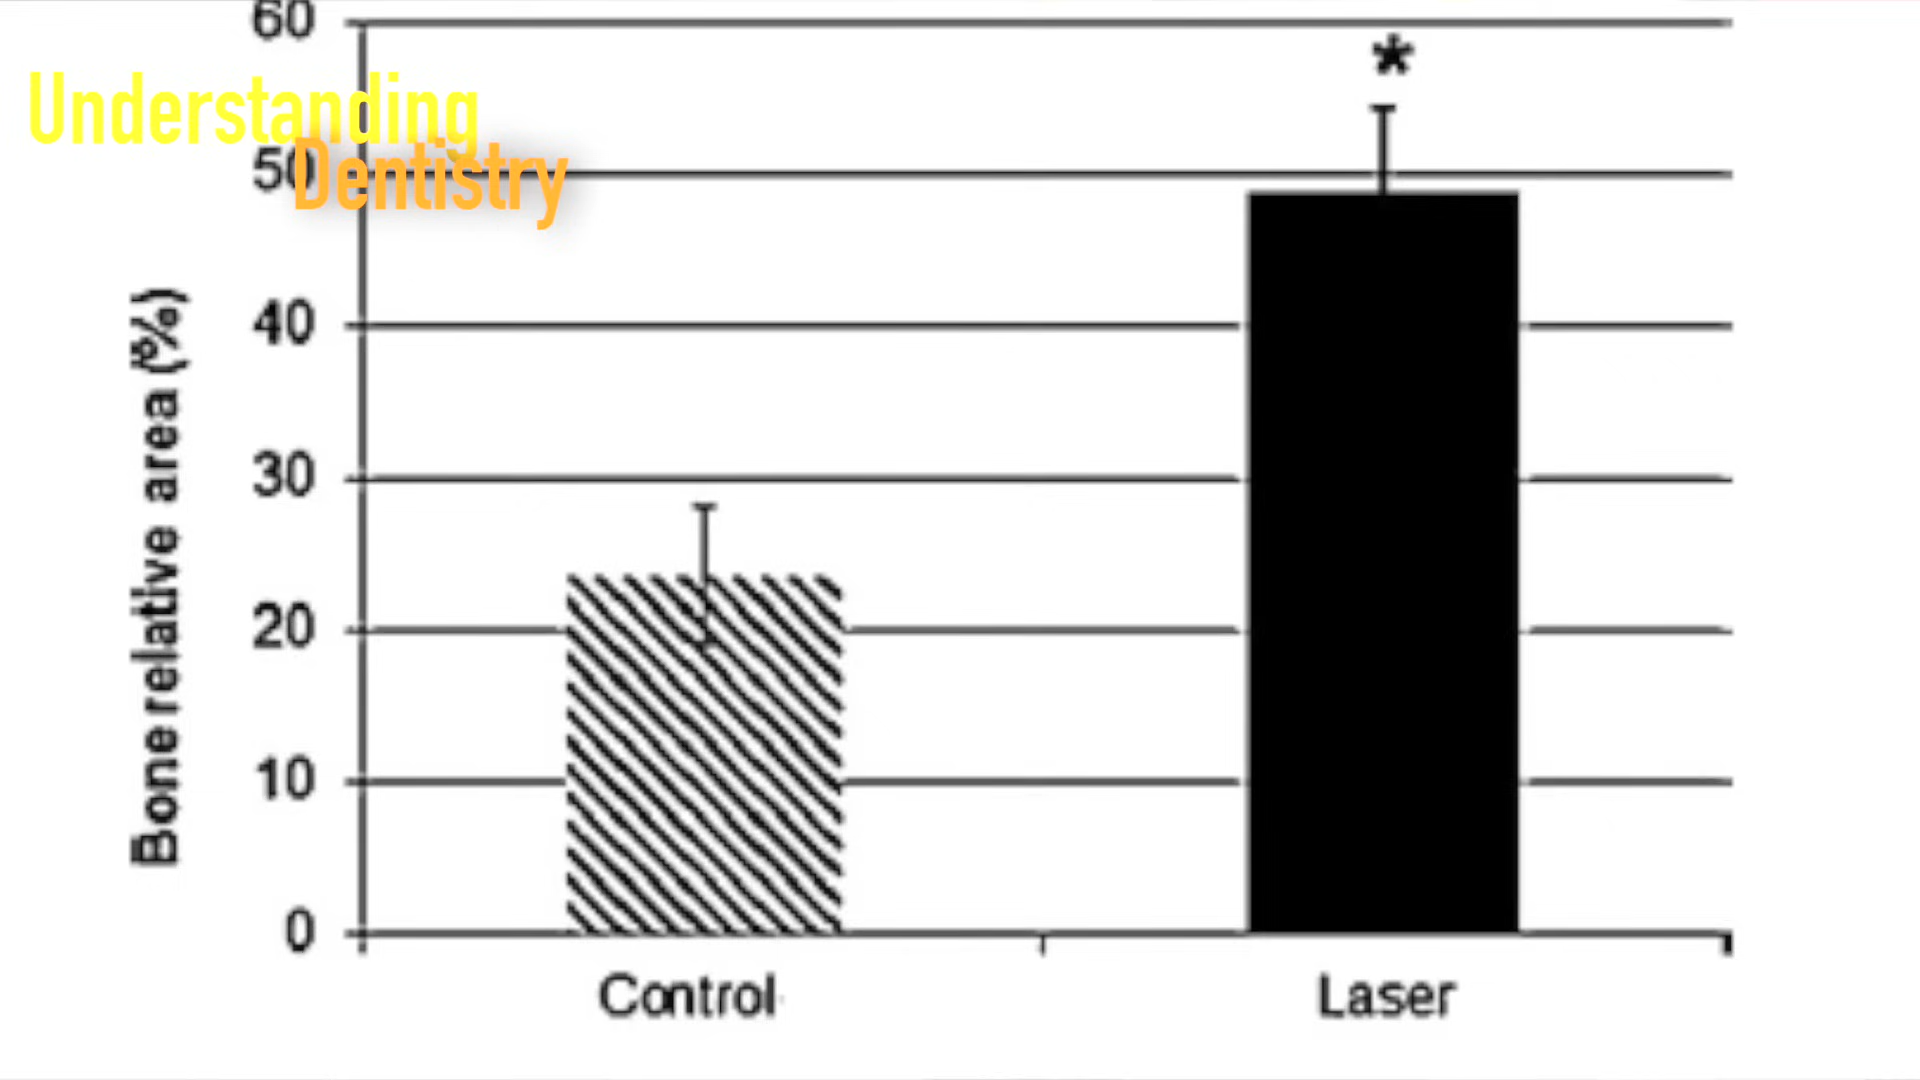 Understanding
Dentistry
60
50
40
30
20
10
0
Bone relative area (%)
*
Control
Laser